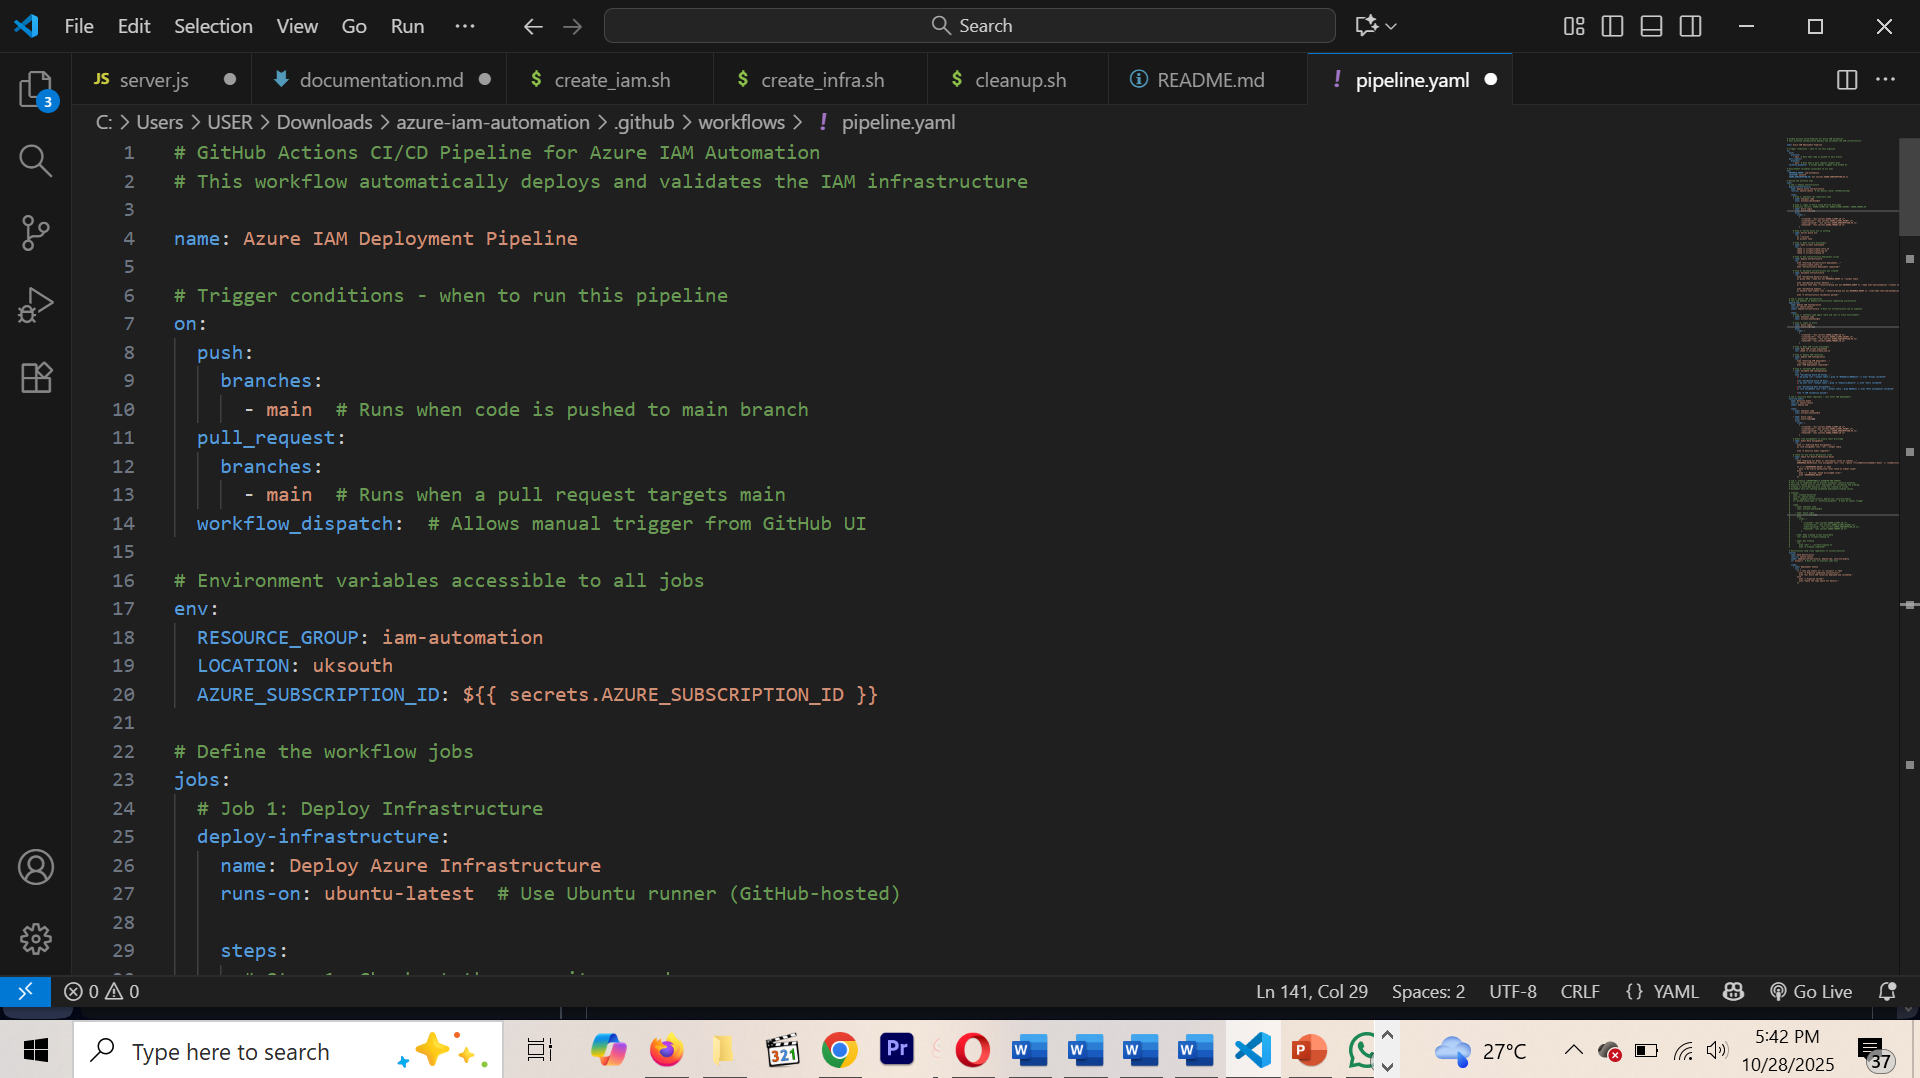 File Edit Selection View Go Run ··· Search
JS server.js documentation.md $ create_iam.sh $ create_infra.sh $ cleanup.sh README.md ! pipeline.yaml
3
C: > Users > USER > Downloads > azure-iam-automation > .github > workflows > ! pipeline.yaml
1 # GitHub Actions CI/CD Pipeline for Azure IAM Automation
2 # This workflow automatically deploys and validates the IAM infrastructure
3
4 name: Azure IAM Deployment Pipeline
5
6 # Trigger conditions - when to run this pipeline
7 on:
8 push:
9 branches:
10 - main # Runs when code is pushed to main branch
11 pull_request:
12 branches:
13 - main # Runs when a pull request targets main
14 workflow_dispatch: # Allows manual trigger from GitHub UI
15
16 # Environment variables accessible to all jobs
17 env:
18 RESOURCE_GROUP: iam-automation
19 LOCATION: uksouth
20 AZURE_SUBSCRIPTION_ID: ${{ secrets.AZURE_SUBSCRIPTION_ID }}
21
22 # Define the workflow jobs
23 jobs:
24 # Job 1: Deploy Infrastructure
25 deploy-infrastructure:
26 name: Deploy Azure Infrastructure
27 runs-on: ubuntu-latest # Use Ubuntu runner (GitHub-hosted)
28
29 steps:
0 0 Ln 141, Col 29 Spaces: 2 UTF-8 CRLF {} YAML Go Live
Type here to search 321 Pr W W W W P 27°C 5:42 PM
10/28/2025 37